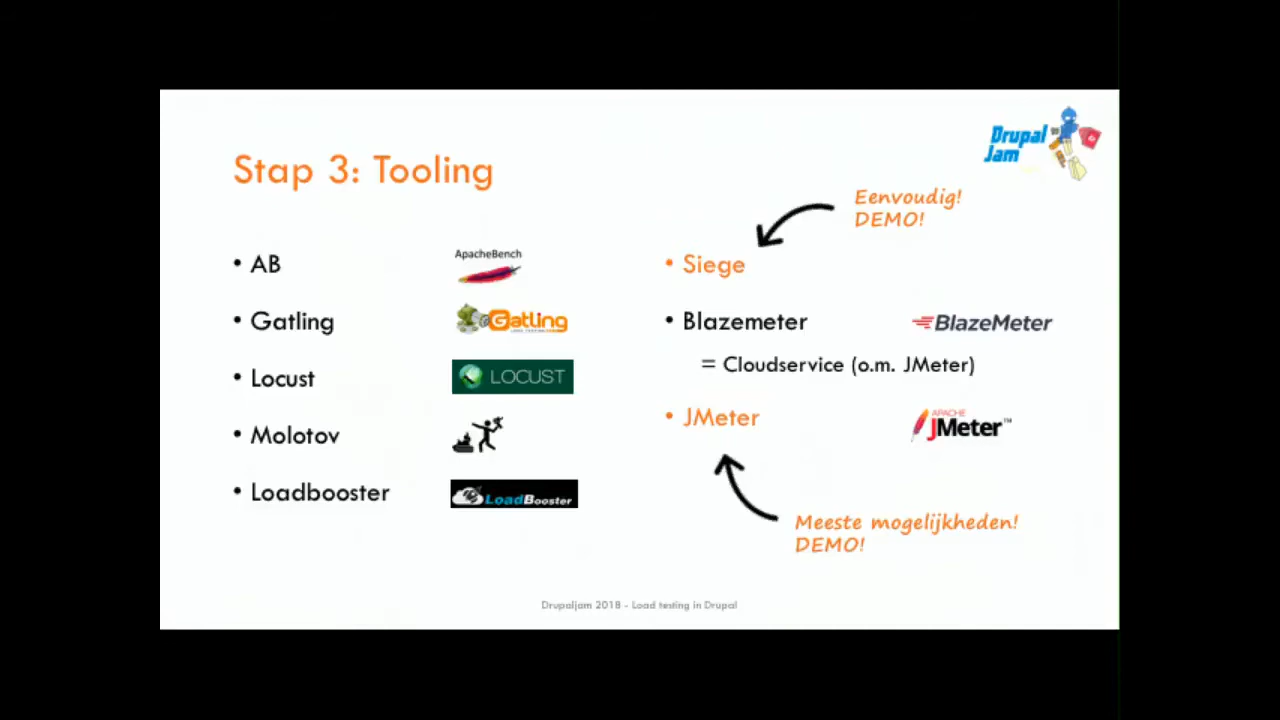 Drupal
Jam
Stap 3: Tooling
Eenvoudig!
DEMO!
• AB
ApacheBench
• Gatling
Gatling
• Locust
LOCUST
• Molotov
• Loadbooster
LoadBooster
• Siege
• Blazemeter
BlazeMeter
= Cloudservice (o.m. JMeter)
• JMeter
APACHE
JMeter™
Meeste mogelijkheden!
DEMO!
Drupaljam 2018 - Load testing in Drupal